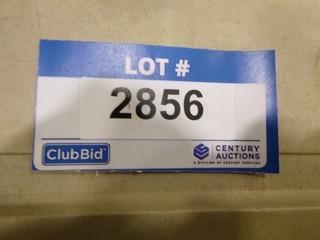 LOT #
2856
ClubBid
CENTURY
AUCTIONS
A DIVISION OF CENTURY SERVICES